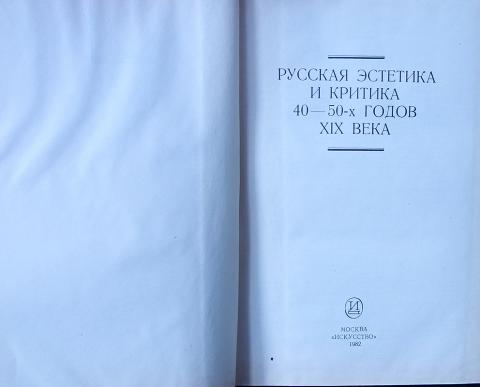 РУССКАЯ ЭСТЕТИКА
И КРИТИКА
40—50-х ГОДОВ
XIX ВЕКА
И
МОСКВА
«ИСКУССТВО»
1982